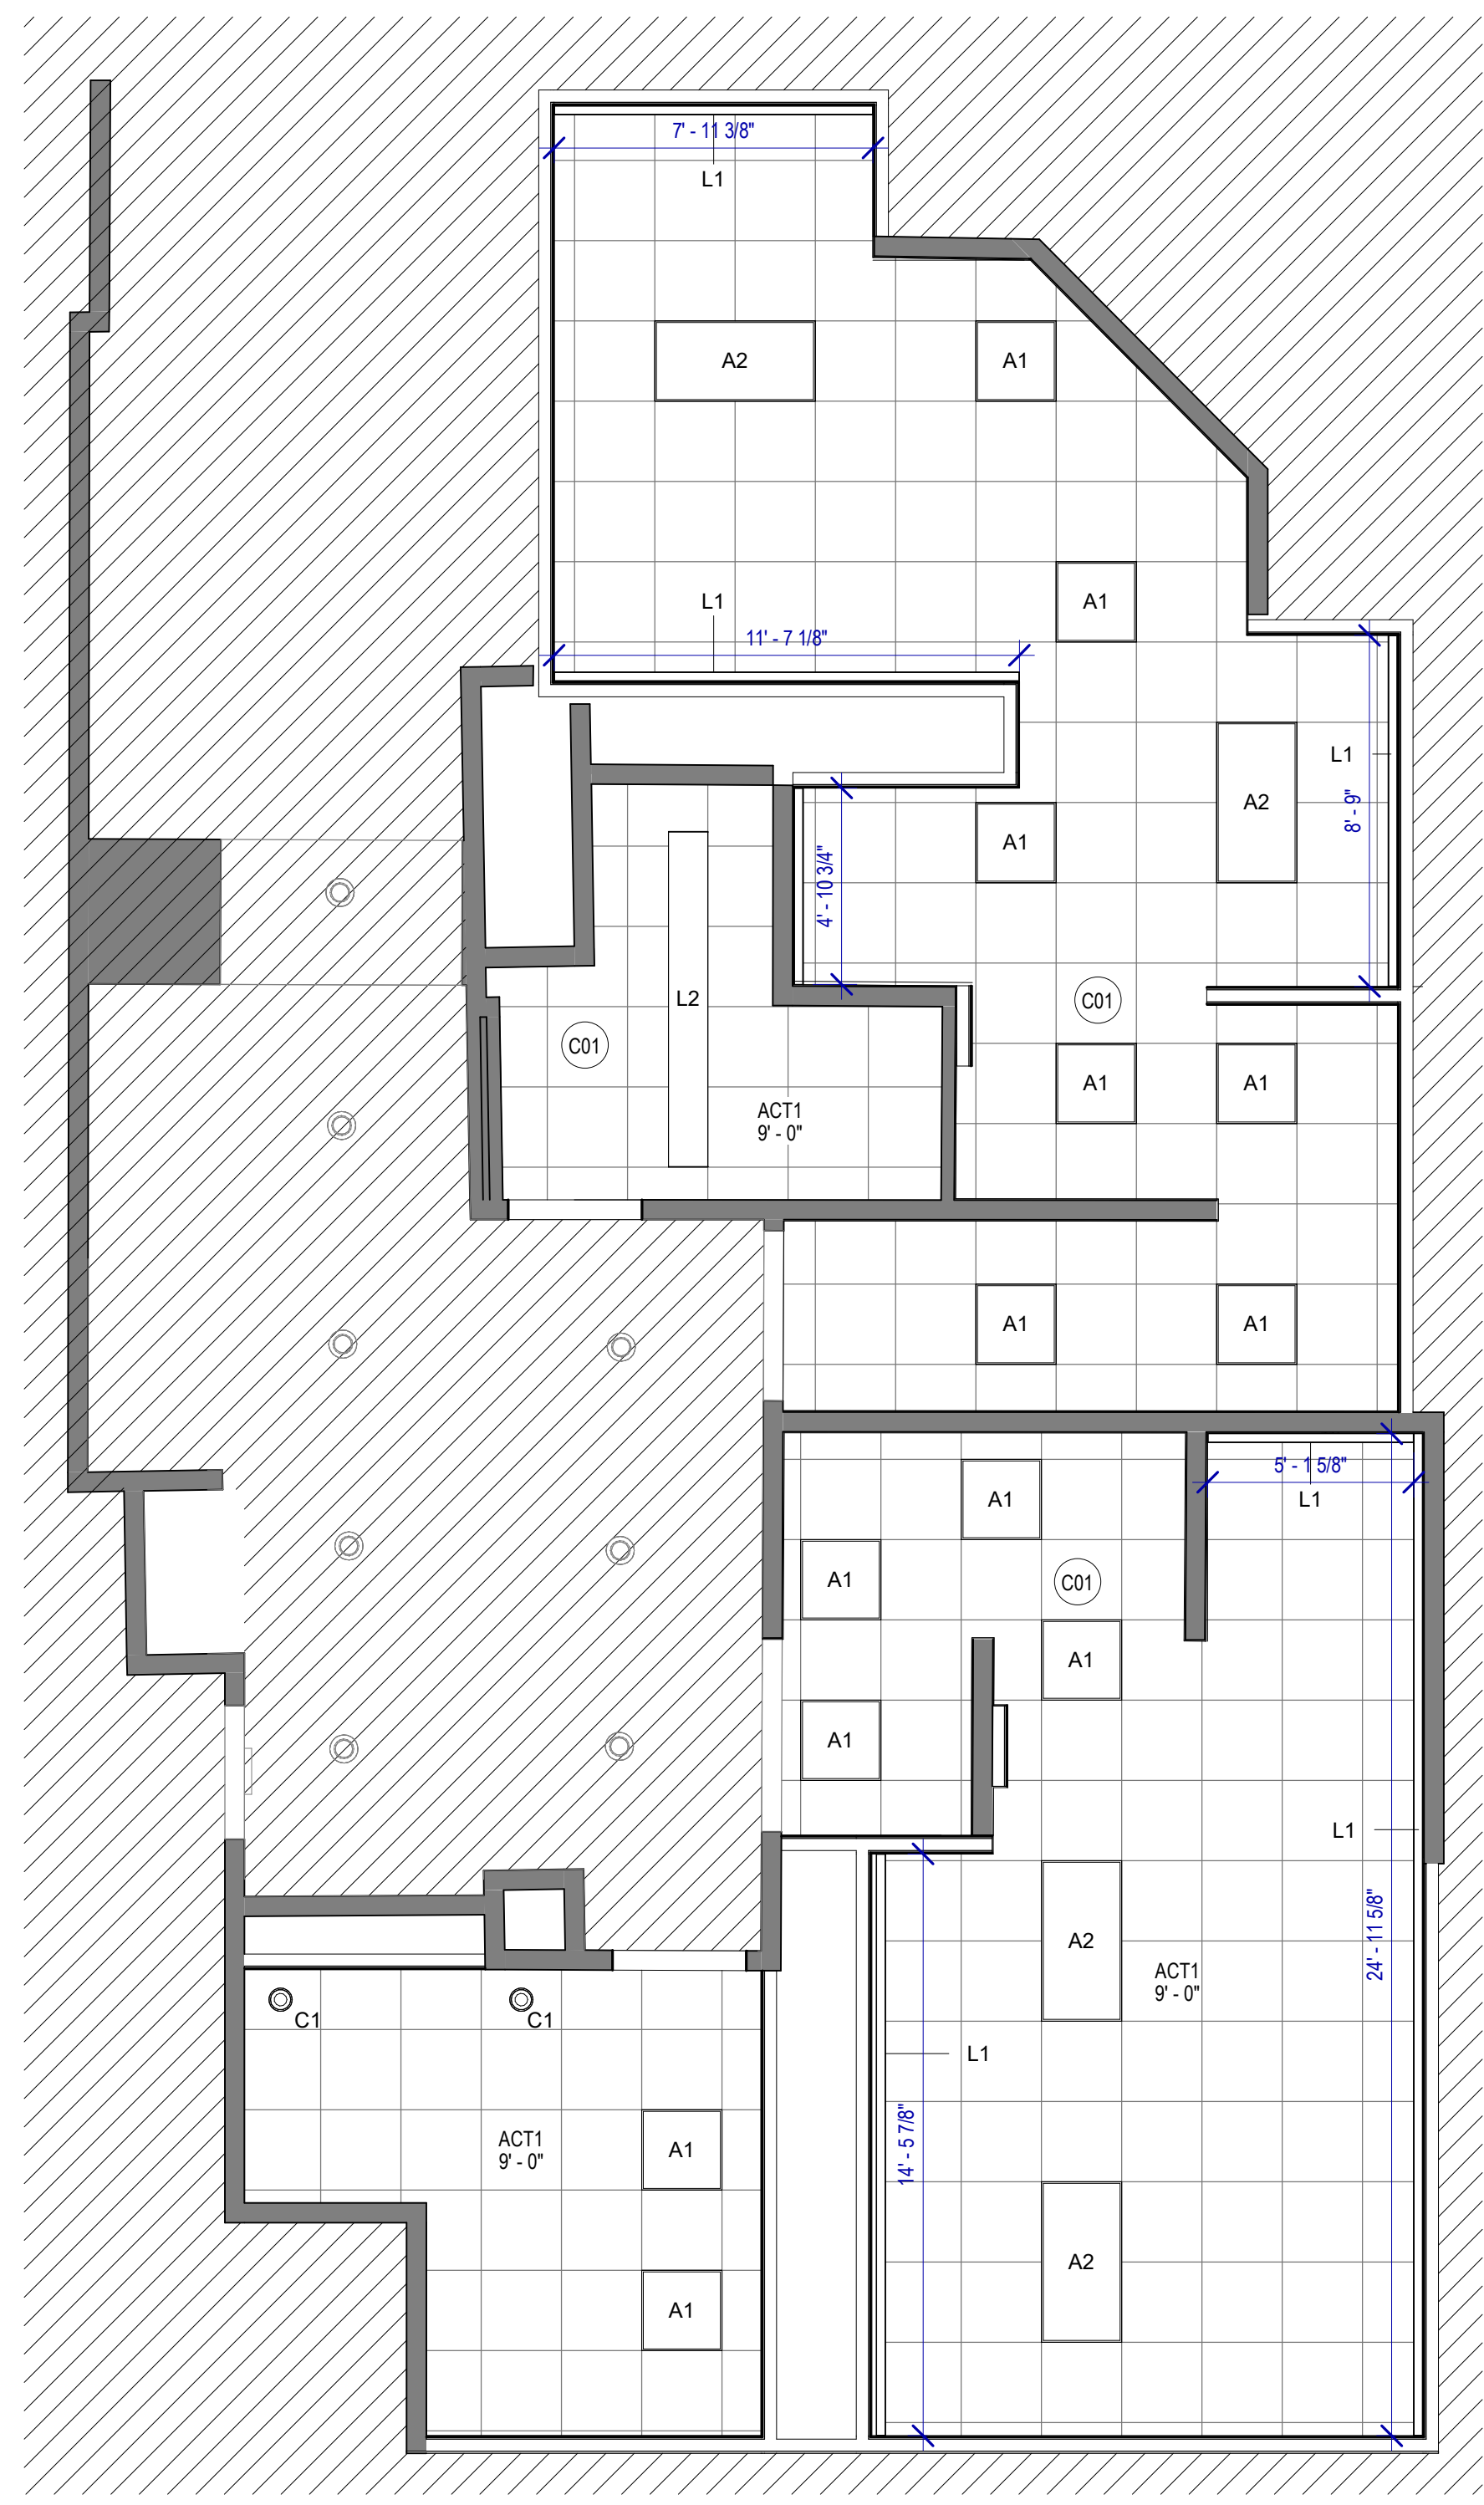 7' - 11 3/8"
L1
A2
A1
A1
L1
11' - 7 1/8"
L1
A2
8' - 9"
A1
4' - 10 3/4"
L2
C01
C01
A1
A1
ACT1
9' - 0"
A1
A1
5' - 1 5/8"
L1
A1
A1
C01
A1
A1
L1
A2
24' - 11 5/8"
ACT1
9' - 0"
C1
C1
L1
14' - 5 7/8"
ACT1
9' - 0"
A1
A2
A1